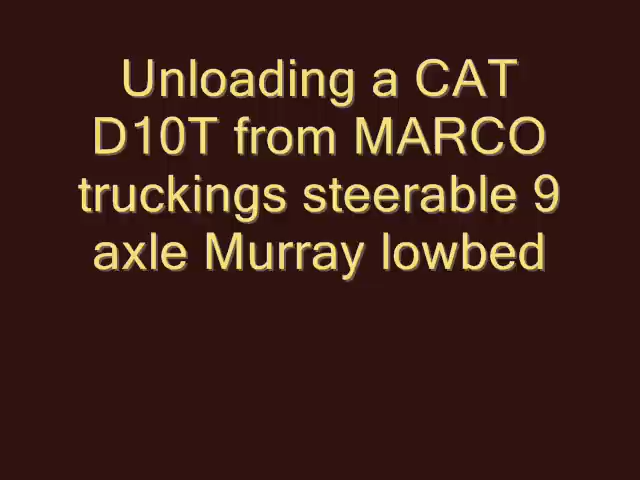 Unloading a CAT
D10T from MARCO
truckings steerable 9
axle Murray lowbed